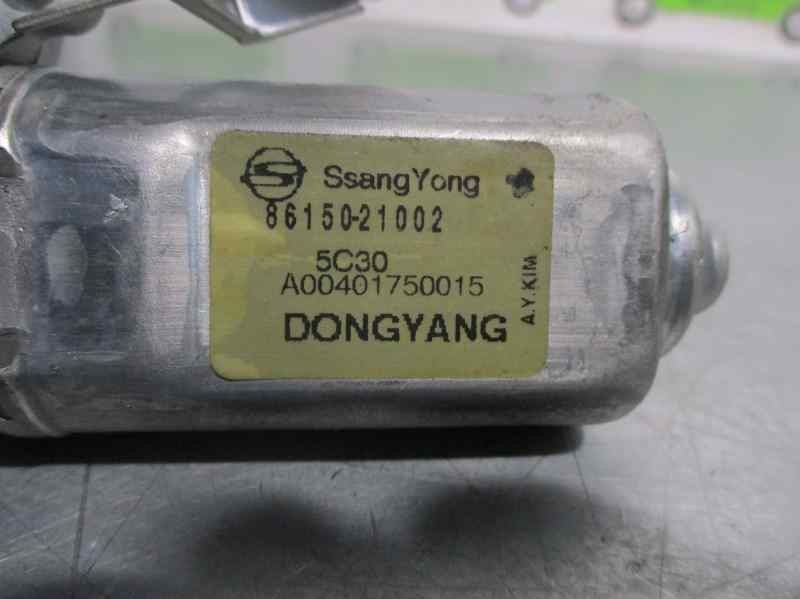 SsangYong
86150-21002
5C30
A00401750015
DONGYANG
A.Y.KIM